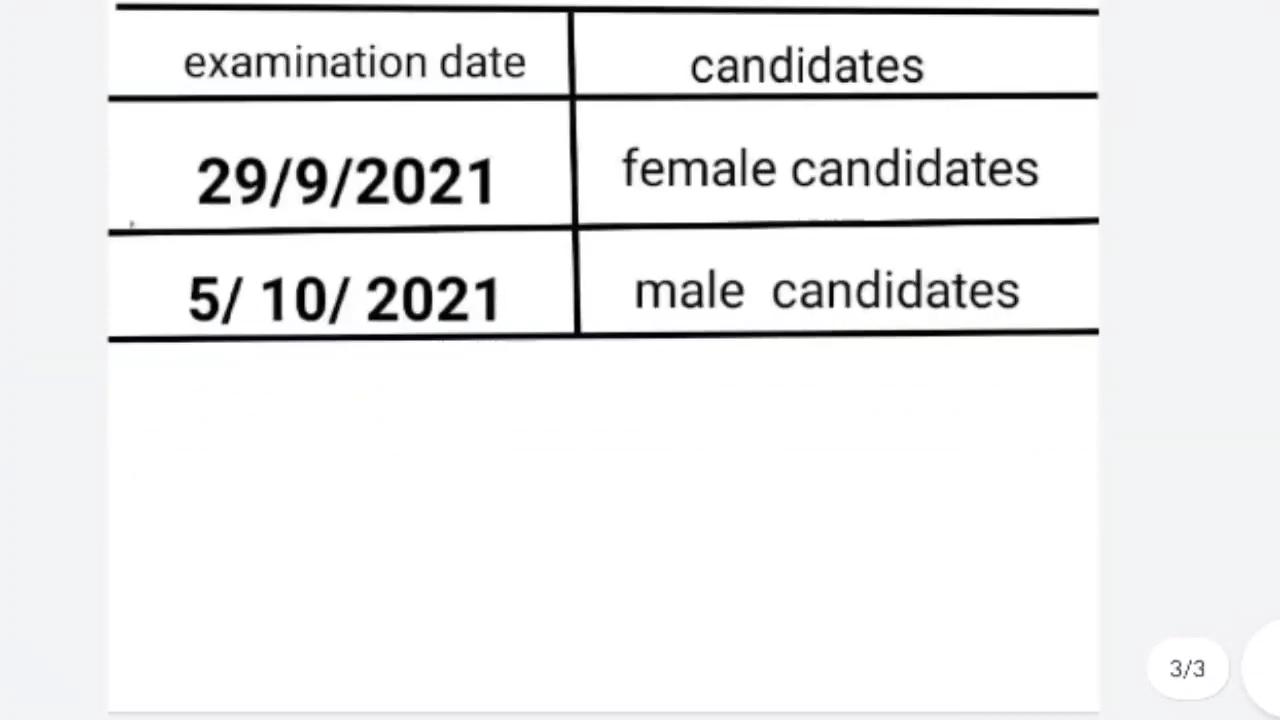 examination date candidates
29/9/2021 female candidates
5/ 10/ 2021 male candidates
3/3